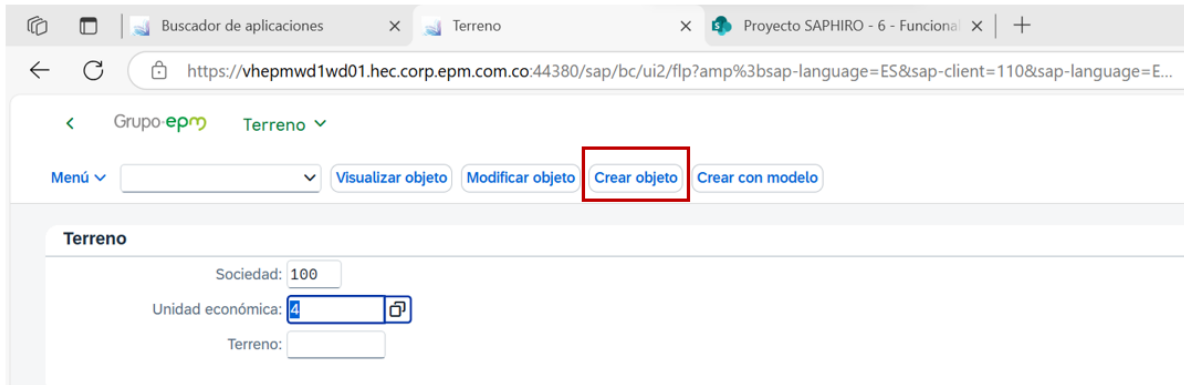 Buscador de aplicaciones
Terreno
Proyecto SAPHIRO - 6 - Funcional
https://vhepmwd1wd01.hec.corp.epm.com.co:44380/sap/bc/ui2/flp?amp%3bsap-language=ES&sap-client=110&sap-language=E...
Grupo·epm Terreno
Menú Visualizar objeto Modificar objeto Crear objeto Crear con modelo
Terreno
Sociedad: 100
Unidad económica: 4
Terreno: